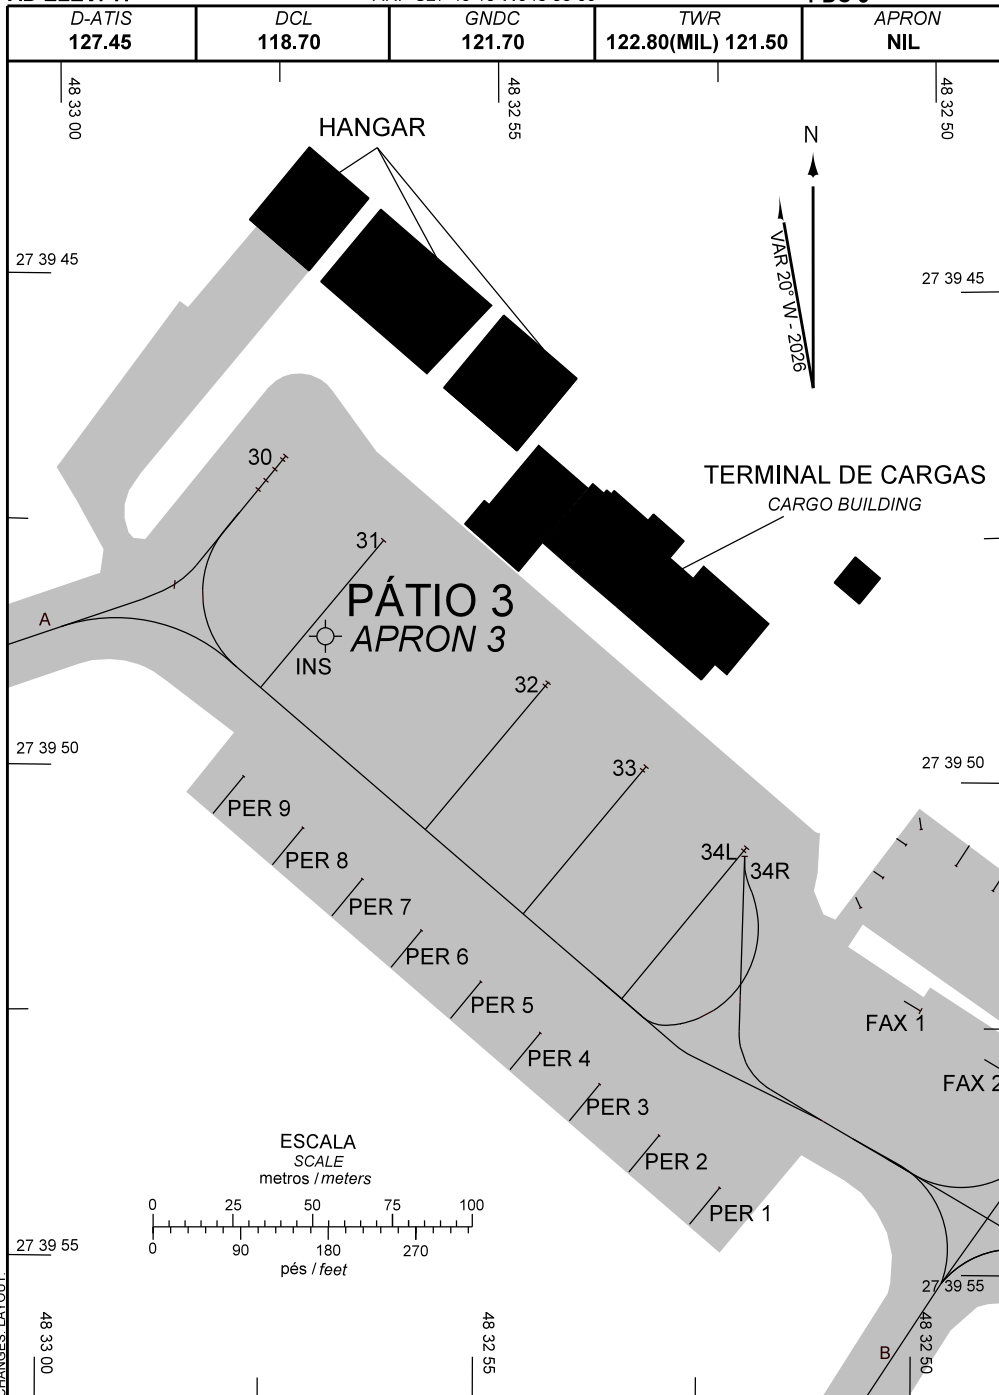 D-ATIS
127.45
DCL
118.70
GNDC
121.70
TWR
122.80(MIL) 121.50
APRON
NIL
48 33 00
48 32 55
48 32 50
HANGAR
N
VAR 20° W - 2026
27 39 45
27 39 45
30
TERMINAL DE CARGAS
CARGO BUILDING
31
PÁTIO 3
APRON 3
A
INS
32
27 39 50
27 39 50
33
PER 9
34L
34R
PER 8
PER 7
PER 6
PER 5
FAX 1
PER 4
FAX 2
PER 3
PER 2
PER 1
ESCALA
SCALE
metros / meters
0 25 50 75 100
0 90 180 270
pés / feet
27 39 55
27 39 55
B
48 33 00
48 32 55
48 32 50